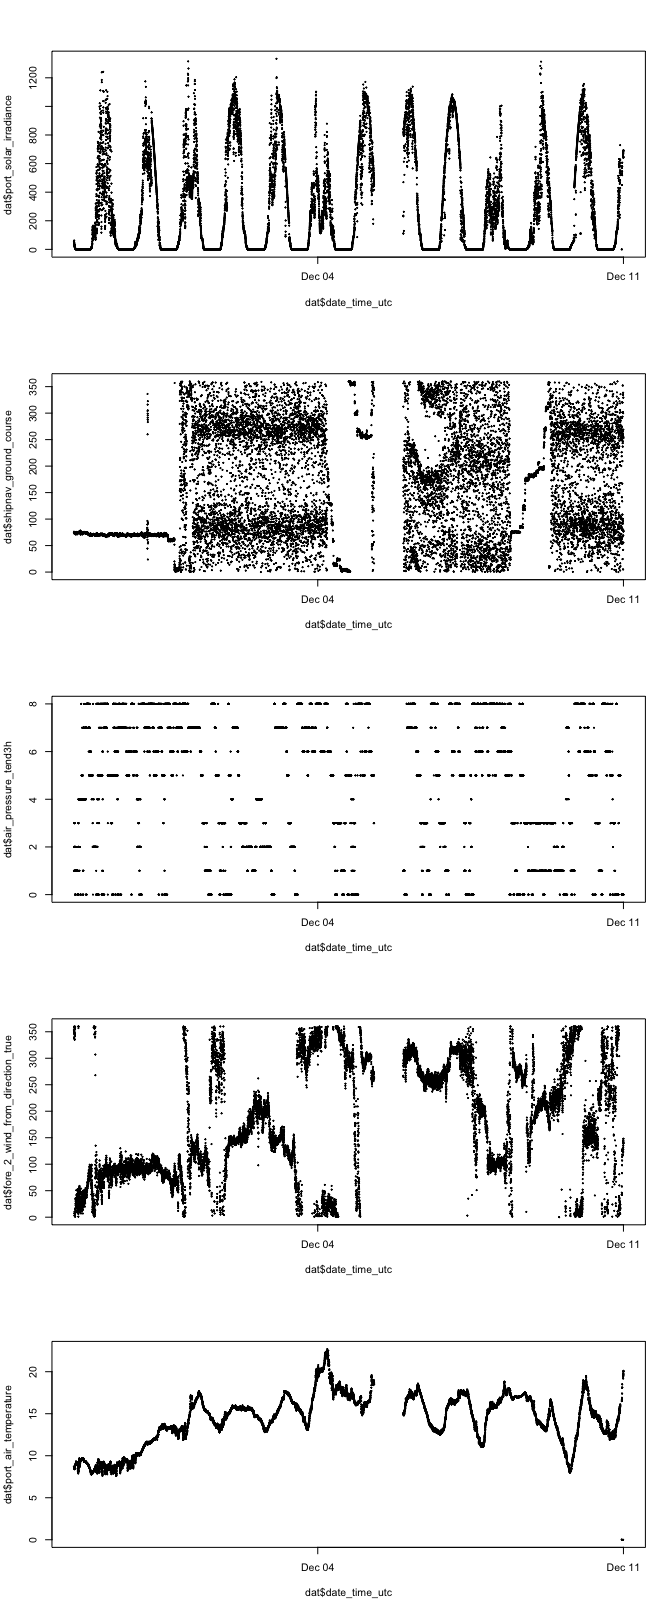 dat$port_solar_irradiance
1200
800
600
400
200
0
Dec 04
Dec 11
dat$date_time_utc
dat$shipnav_ground_course
350
300
250
200
150
100
50
0
Dec 04
Dec 11
dat$date_time_utc
dat$air_pressure_tend3h
8
6
4
2
0
Dec 04
Dec 11
dat$date_time_utc
dat$fore_2_wind_from_direction_true
350
300
250
200
150
100
50
0
Dec 04
Dec 11
dat$date_time_utc
dat$port_air_temperature
20
15
10
5
0
Dec 04
Dec 11
dat$date_time_utc